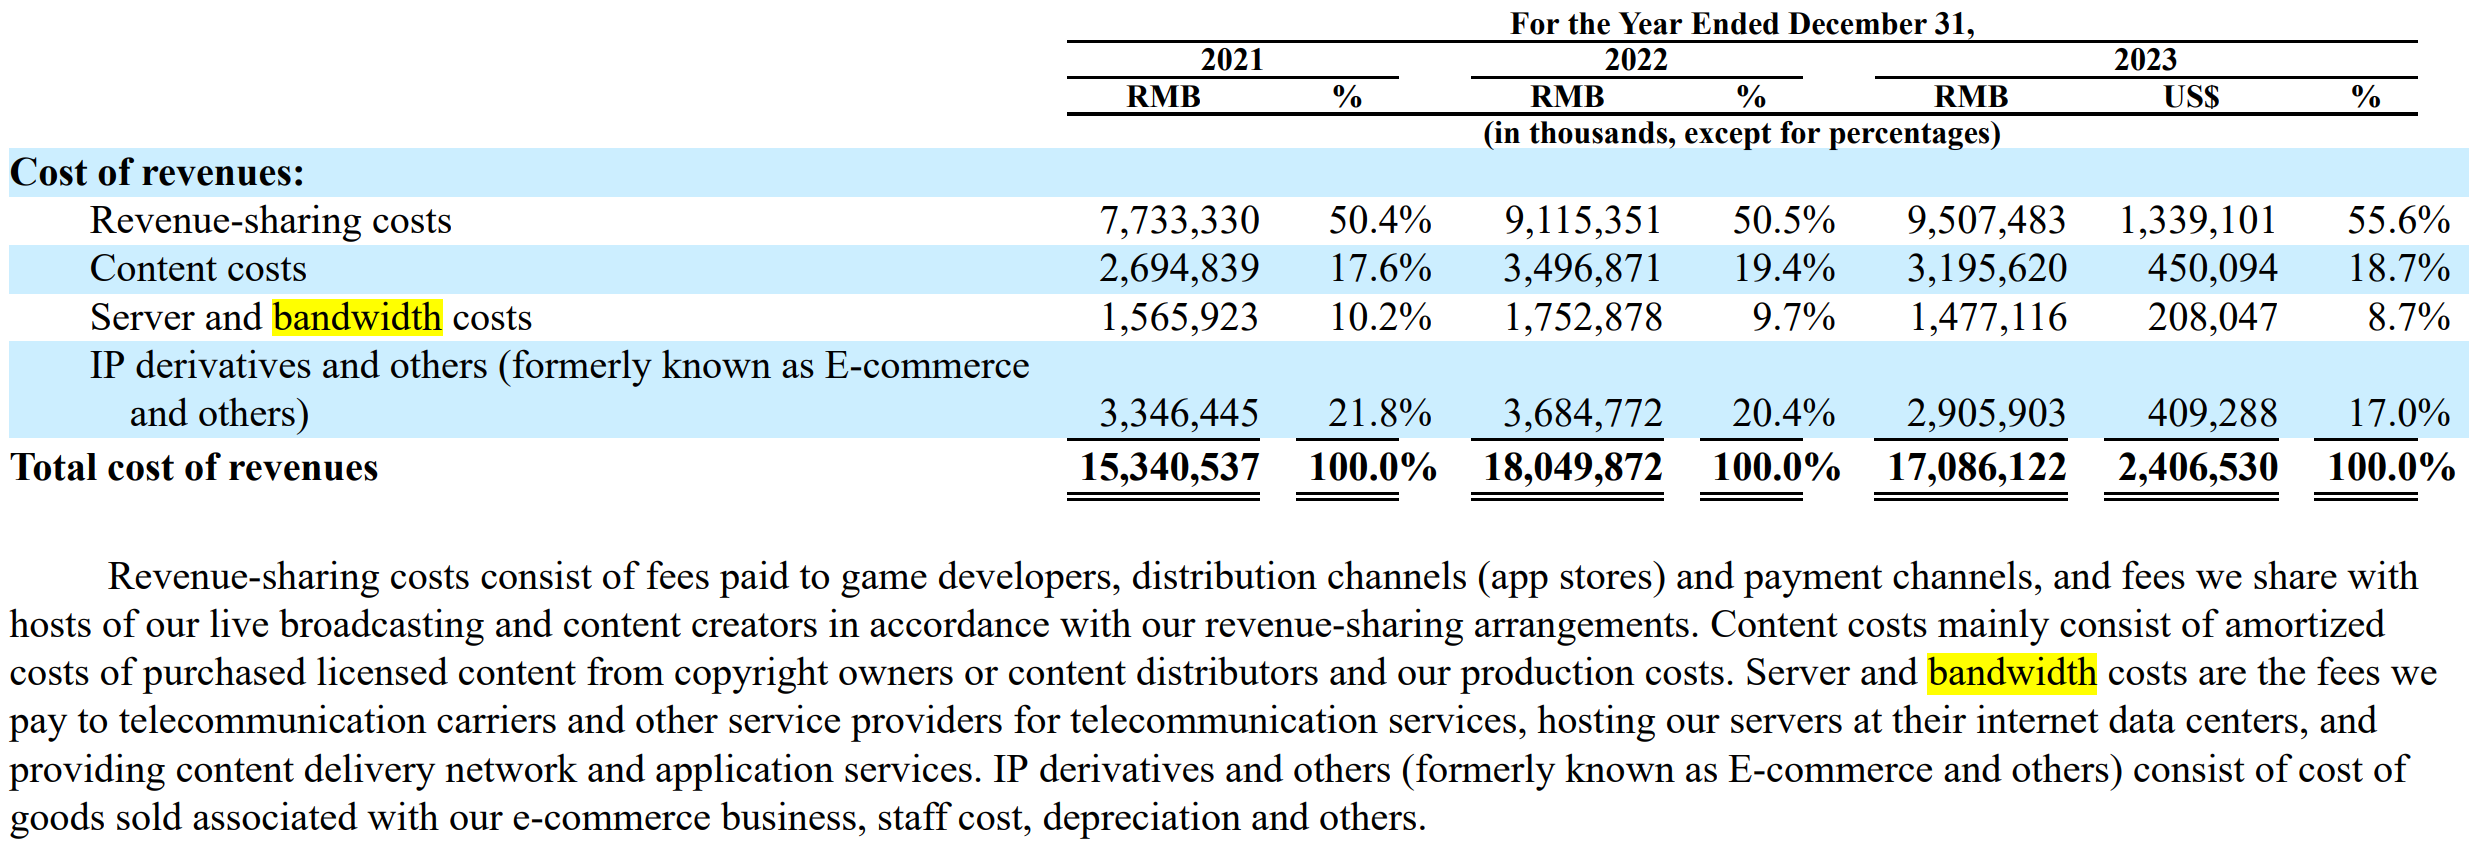 For the Year Ended December 31,
2021 2022 2023
RMB % RMB % RMB US$ %
(in thousands, except for percentages)
Cost of revenues:
Revenue-sharing costs 7,733,330 50.4% 9,115,351 50.5% 9,507,483 1,339,101 55.6%
Content costs 2,694,839 17.6% 3,496,871 19.4% 3,195,620 450,094 18.7%
Server and bandwidth costs 1,565,923 10.2% 1,752,878 9.7% 1,477,116 208,047 8.7%
IP derivatives and others (formerly known as E-commerce
and others) 3,346,445 21.8% 3,684,772 20.4% 2,905,903 409,288 17.0%
Total cost of revenues 15,340,537 100.0% 18,049,872 100.0% 17,086,122 2,406,530 100.0%
Revenue-sharing costs consist of fees paid to game developers, distribution channels (app stores) and payment channels, and fees we share with
hosts of our live broadcasting and content creators in accordance with our revenue-sharing arrangements. Content costs mainly consist of amortized
costs of purchased licensed content from copyright owners or content distributors and our production costs. Server and bandwidth costs are the fees we
pay to telecommunication carriers and other service providers for telecommunication services, hosting our servers at their internet data centers, and
providing content delivery network and application services. IP derivatives and others (formerly known as E-commerce and others) consist of cost of
goods sold associated with our e-commerce business, staff cost, depreciation and others.